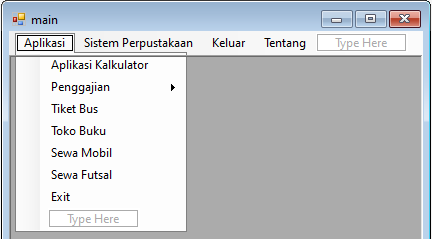 main
Aplikasi Sistem Perpustakaan Keluar Tentang Type Here
Aplikasi Kalkulator
Penggajian
Tiket Bus
Toko Buku
Sewa Mobil
Sewa Futsal
Exit
Type Here